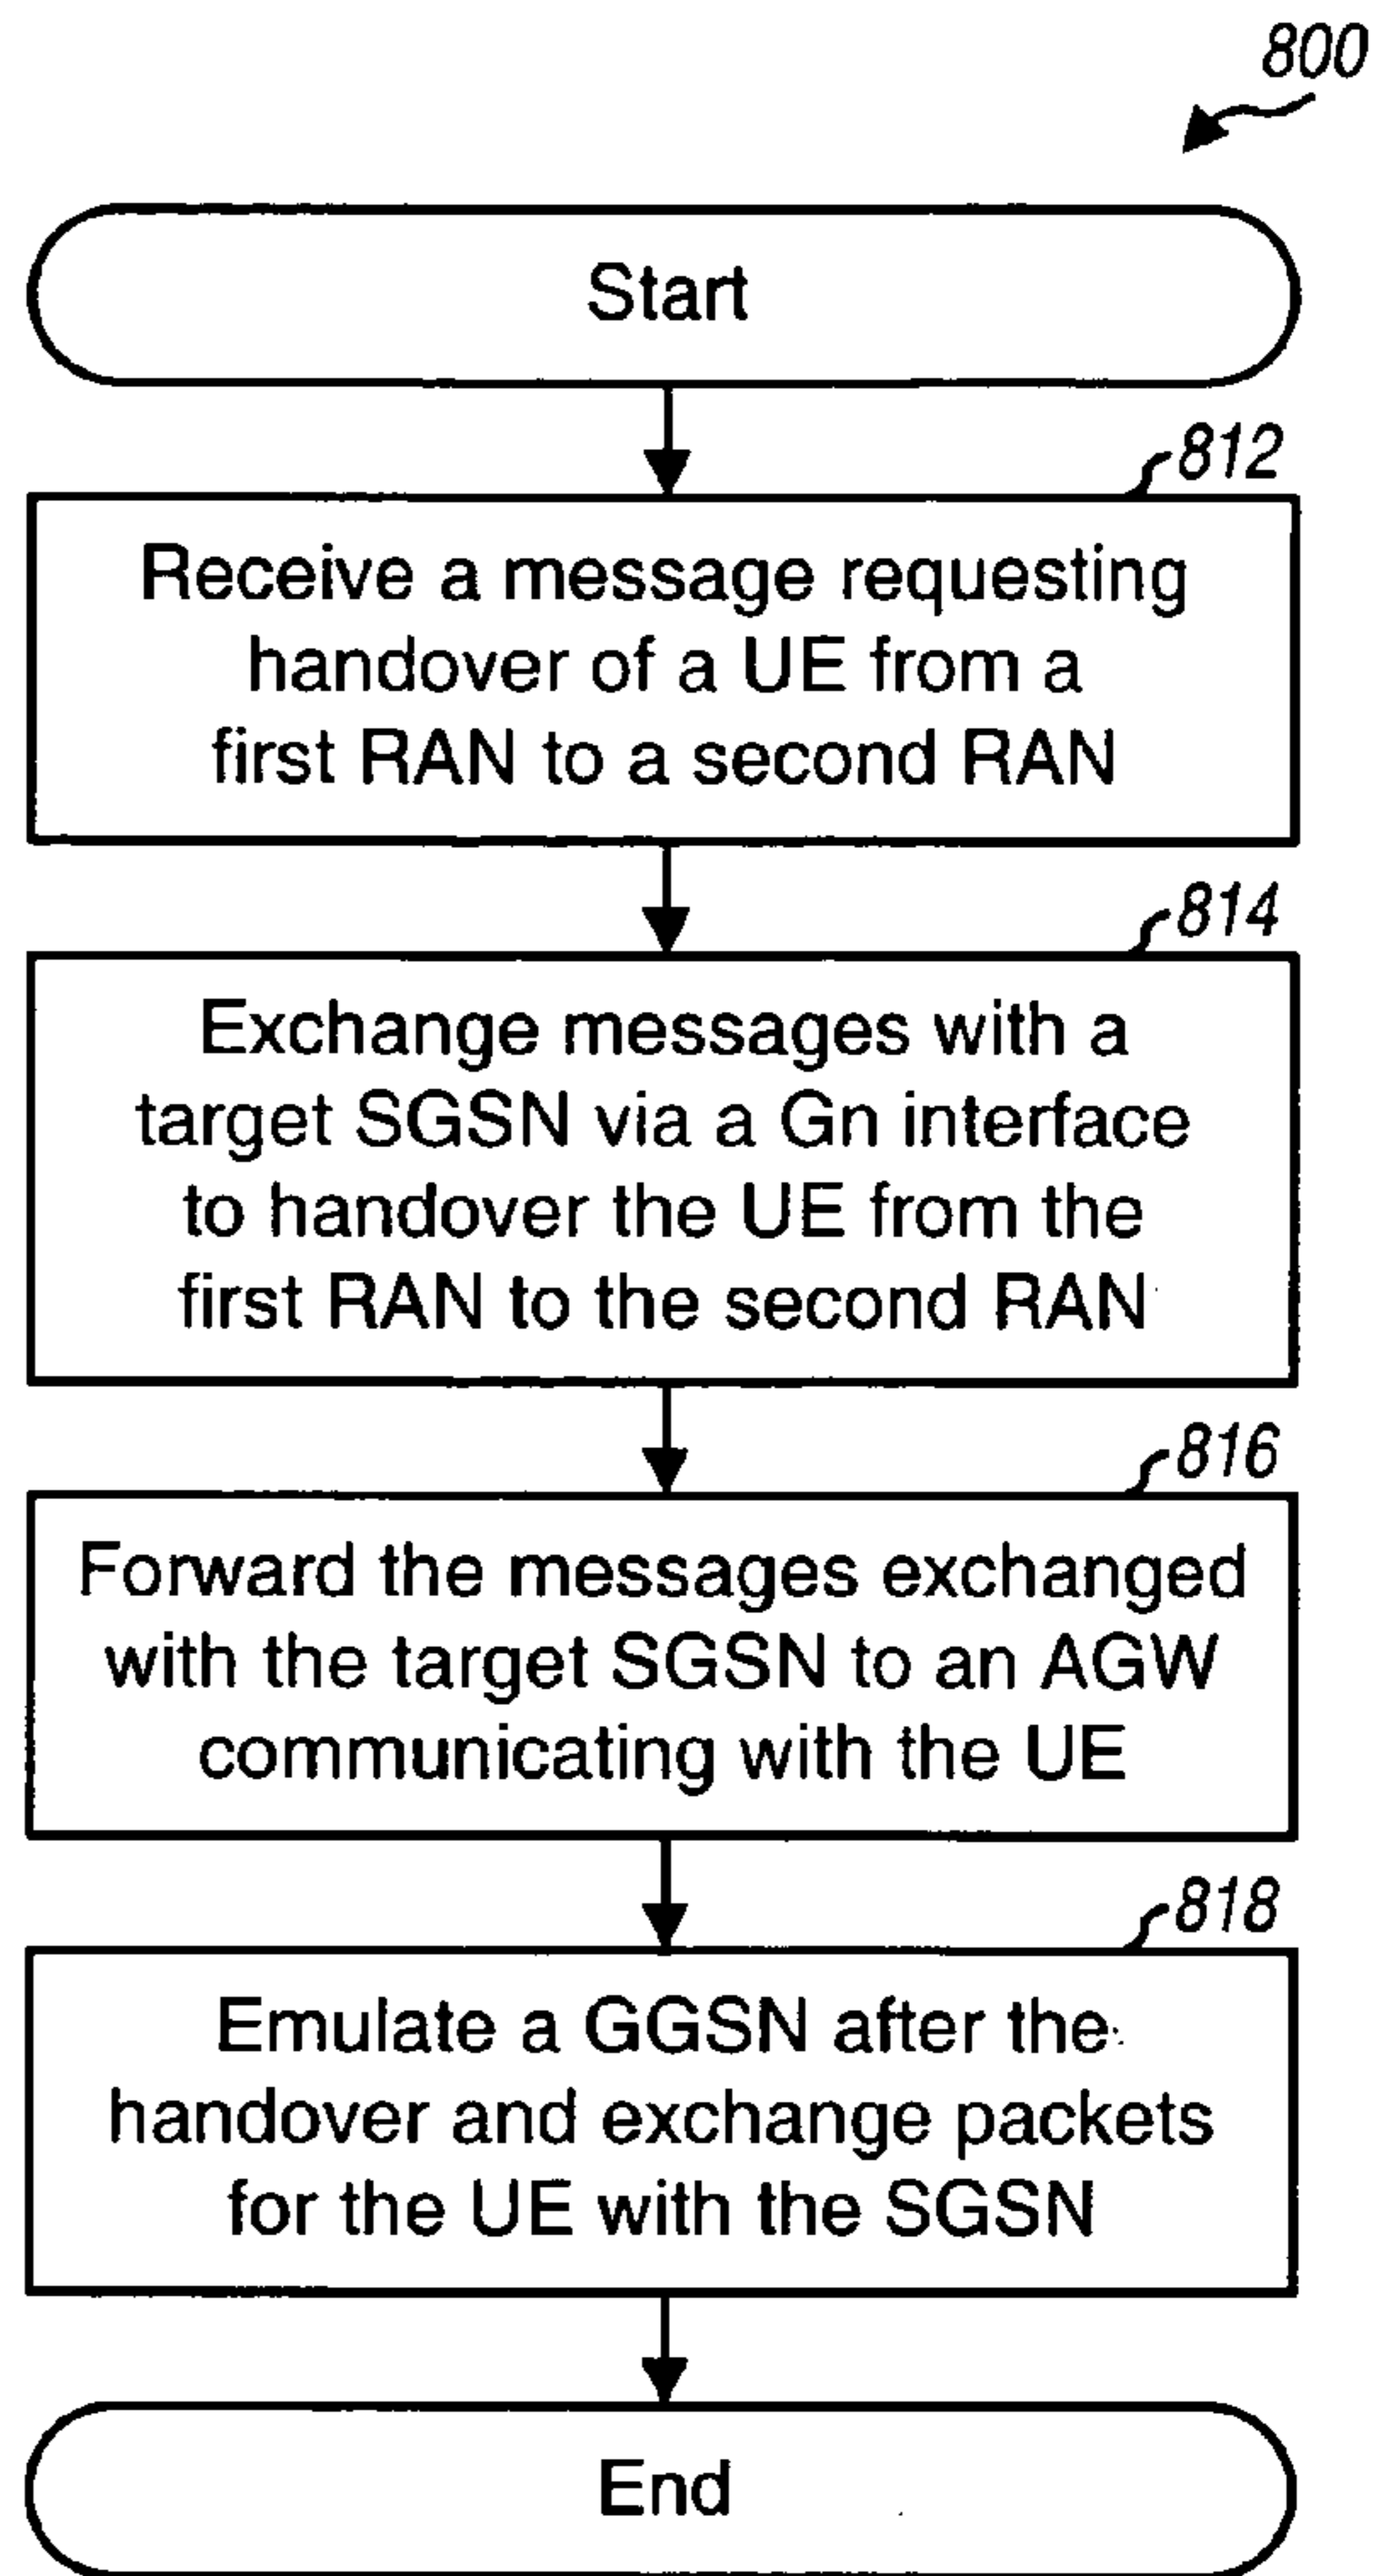 800
Start
812
Receive a message requesting
handover of a UE from a
first RAN to a second RAN
814
Exchange messages with a
target SGSN via a Gn interface
to handover the UE from the
first RAN to the second RAN
816
Forward the messages exchanged
with the target SGSN to an AGW
communicating with the UE
818
Emulate a GGSN after the
handover and exchange packets
for the UE with the SGSN
End